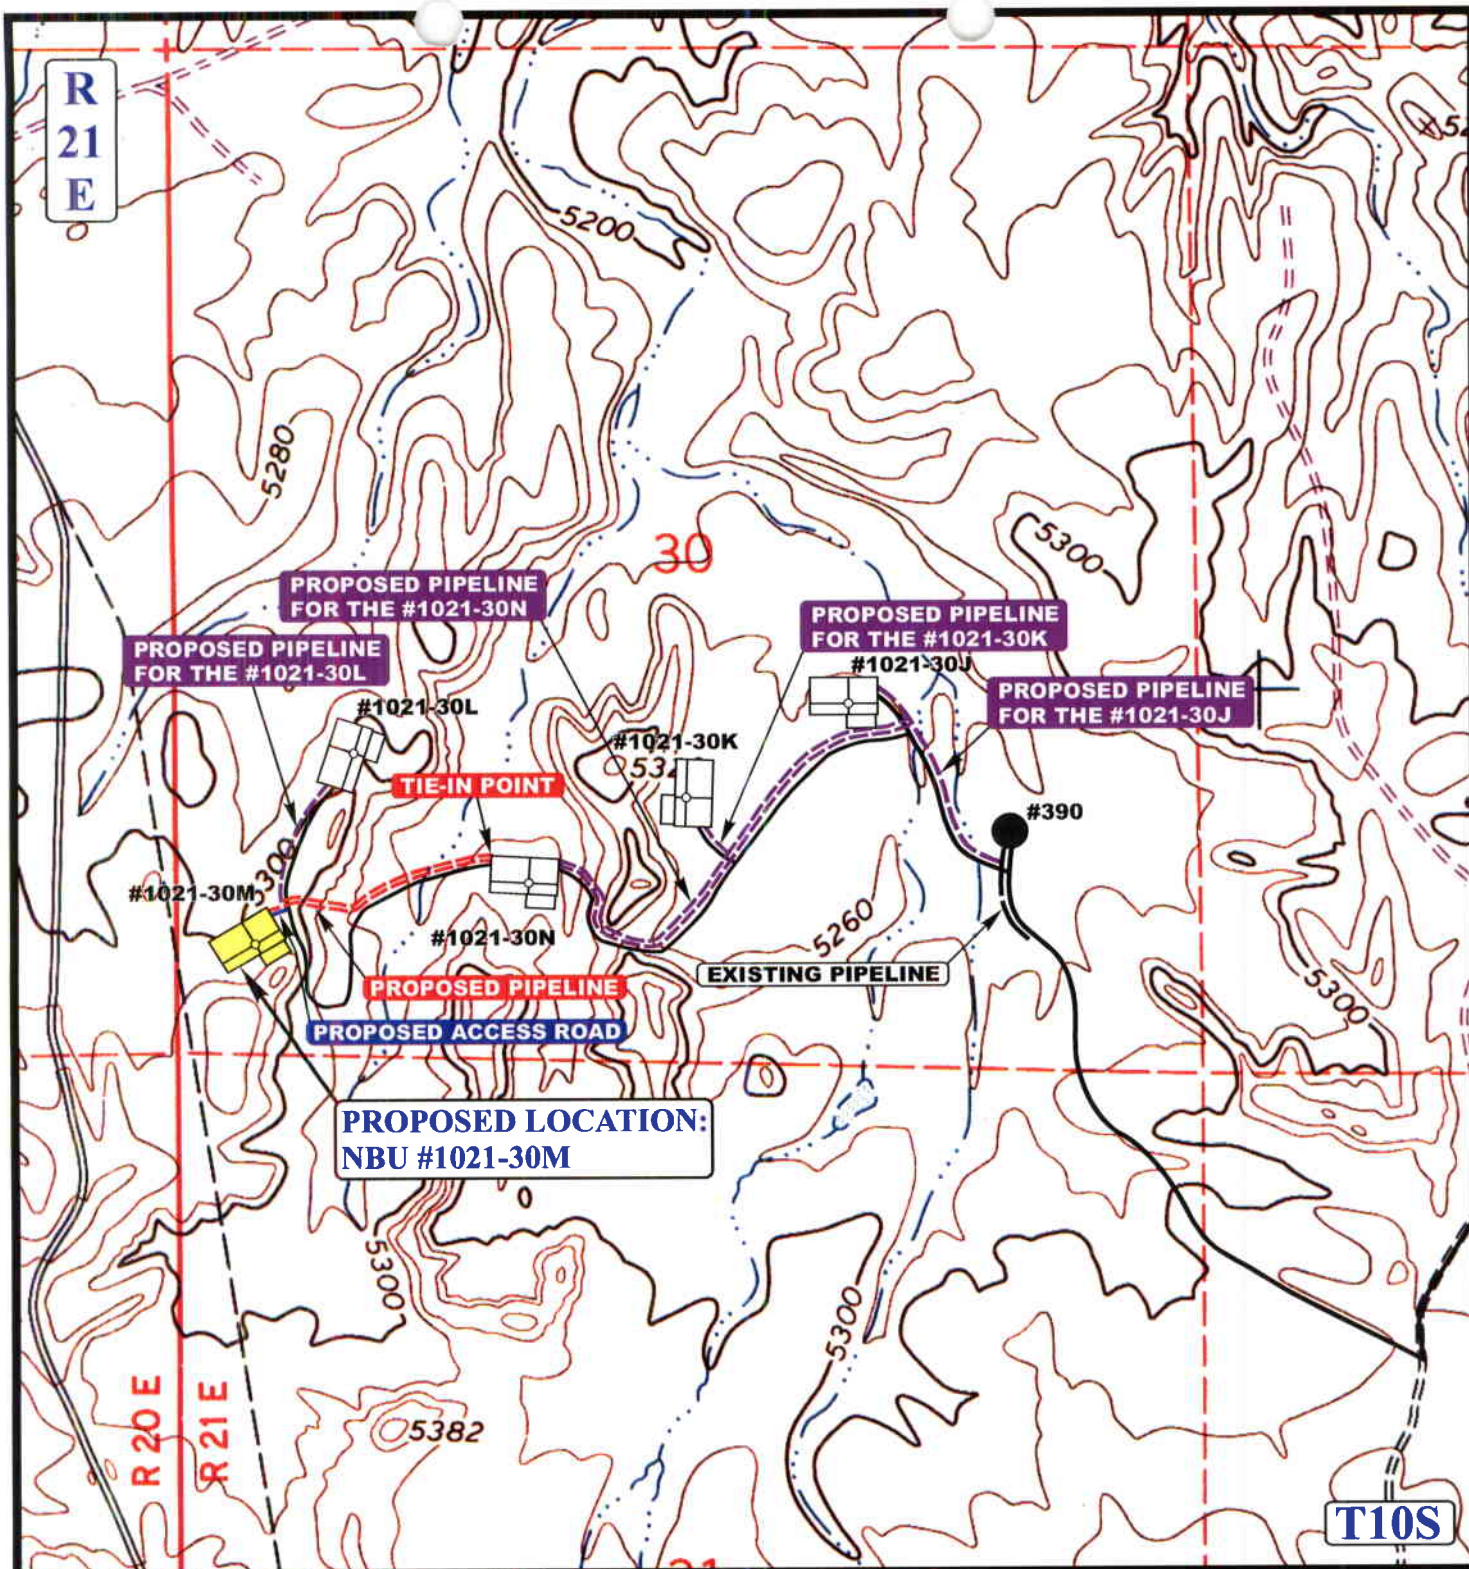 R
21
E
5200
5280
30
5300
PROPOSED PIPELINE
FOR THE #1021-30N
PROPOSED PIPELINE
FOR THE #1021-30K
PROPOSED PIPELINE
FOR THE #1021-30L
#1021-30J
PROPOSED PIPELINE
FOR THE #1021-30J
#1021-30L
#1021-30K
TIE-IN POINT
#390
#1021-30M
#1021-30N
5260
EXISTING PIPELINE
PROPOSED PIPELINE
5300
PROPOSED ACCESS ROAD
PROPOSED LOCATION:
NBU #1021-30M
5300
5300
R 20 E
R 21 E
5382
T10S